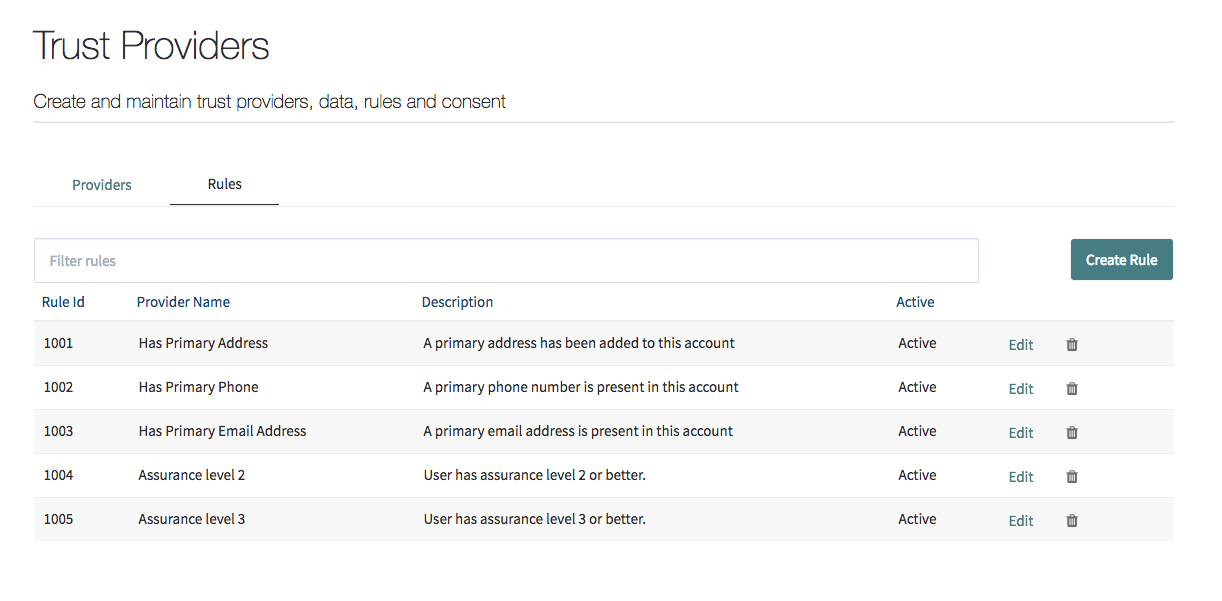 Trust Providers
Create and maintain trust providers, data, rules and consent
Providers Rules
Filter rules Create Rule
Rule Id Provider Name Description Active
1001 Has Primary Address A primary address has been added to this account Active Edit
1002 Has Primary Phone A primary phone number is present in this account Active Edit
1003 Has Primary Email Address A primary email address is present in this account Active Edit
1004 Assurance level 2 User has assurance level 2 or better. Active Edit
1005 Assurance level 3 User has assurance level 3 or better. Active Edit